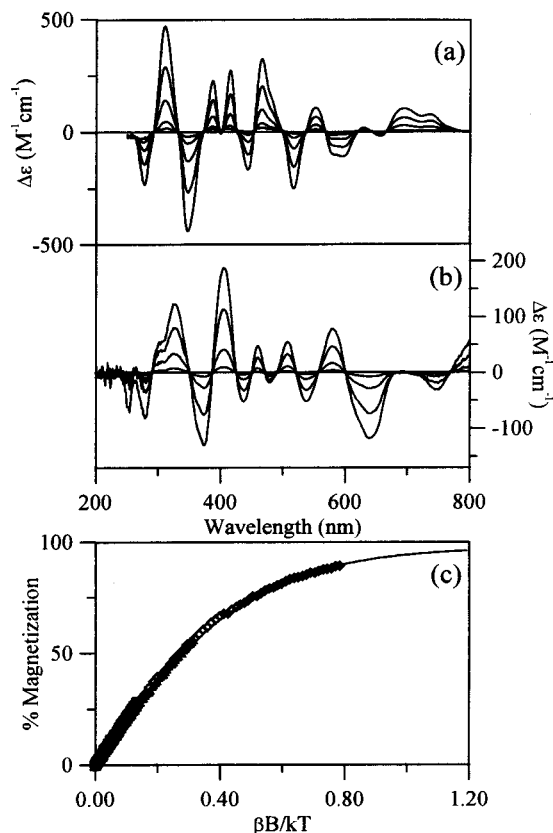 500
(a)
Δε (M⁻¹cm⁻¹)
0
-500
200
(b)
100
Δε (M⁻¹cm⁻¹)
0
-100
200 400 600 800
Wavelength (nm)
100
(c)
% Magnetization
50
0
0.00 0.40 0.80 1.20
βB/kT